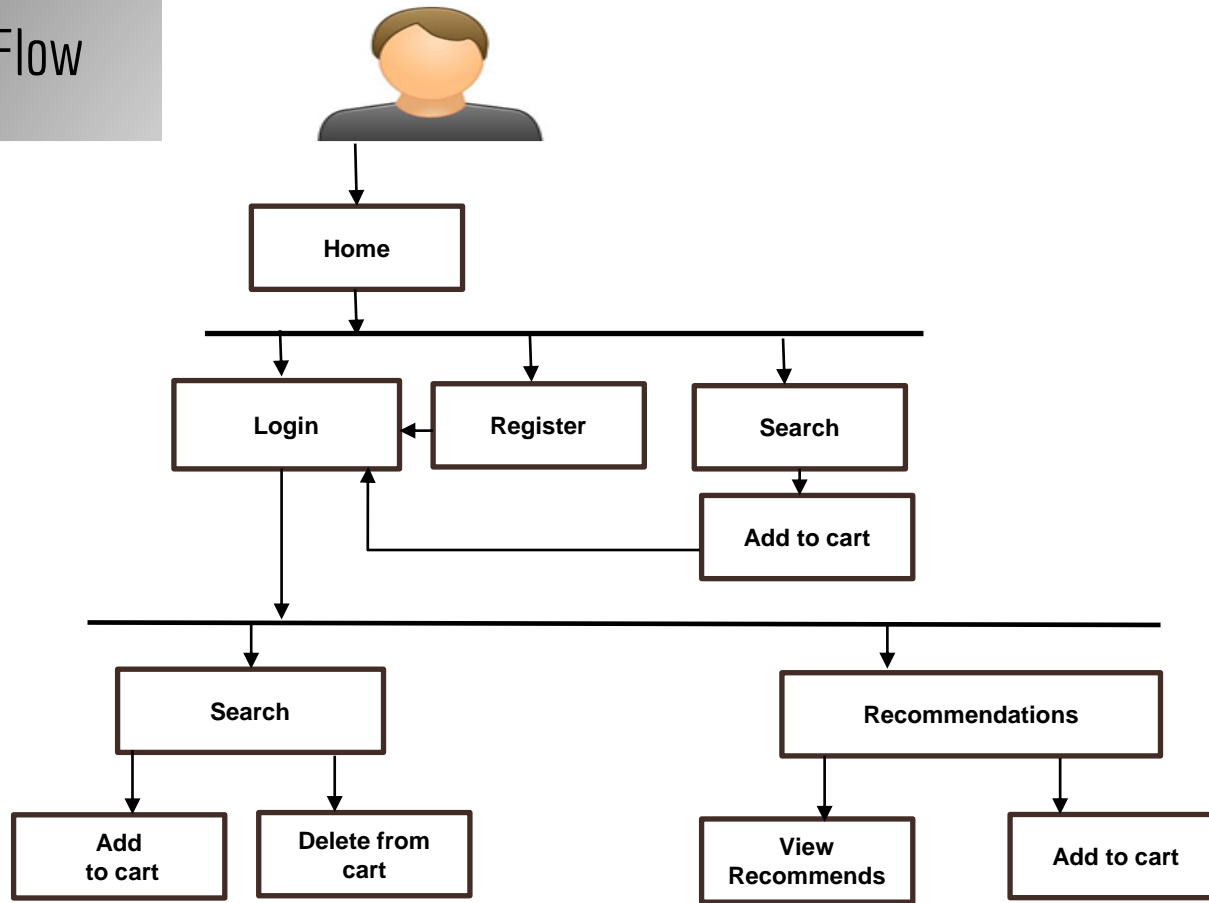 Flow
Home
Login
Register
Search
Add to cart
Search
Recommendations
Add
to cart
Delete from
cart
View
Recommends
Add to cart